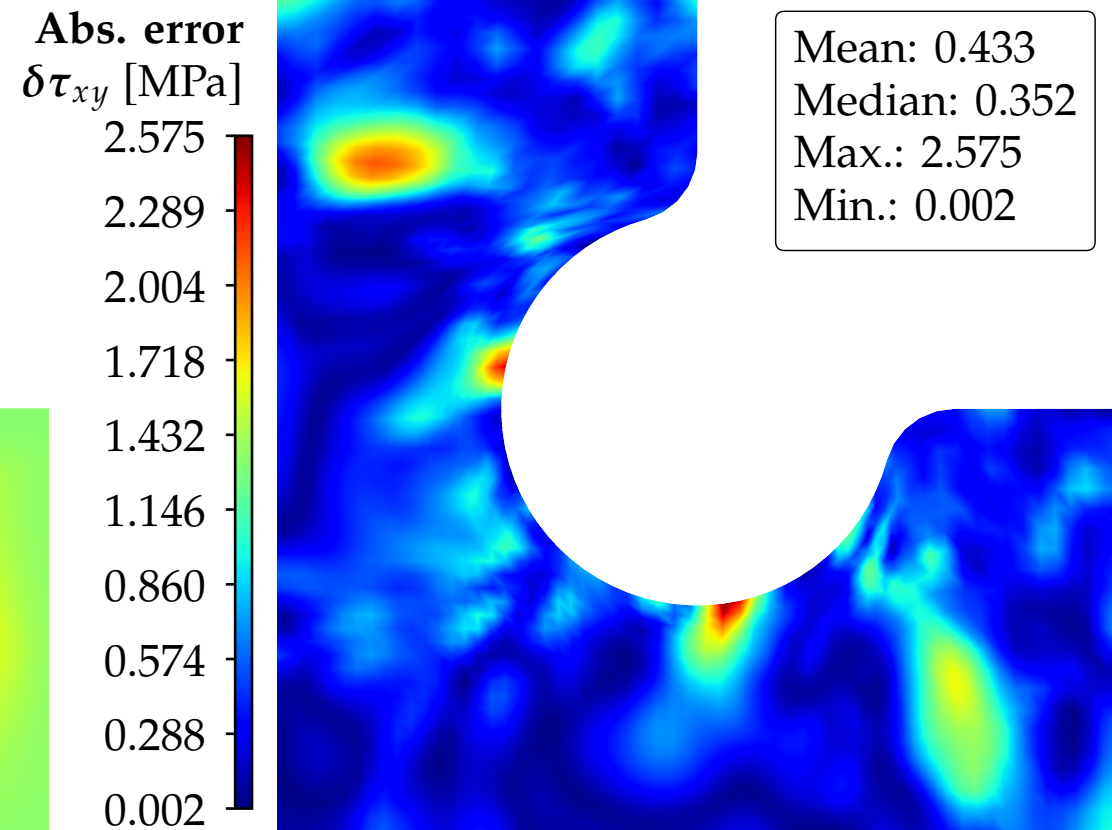 Abs. error
δτxy [MPa]
2.575
2.289
2.004
1.718
1.432
1.146
0.860
0.574
0.288
0.002
Mean: 0.433
Median: 0.352
Max.: 2.575
Min.: 0.002